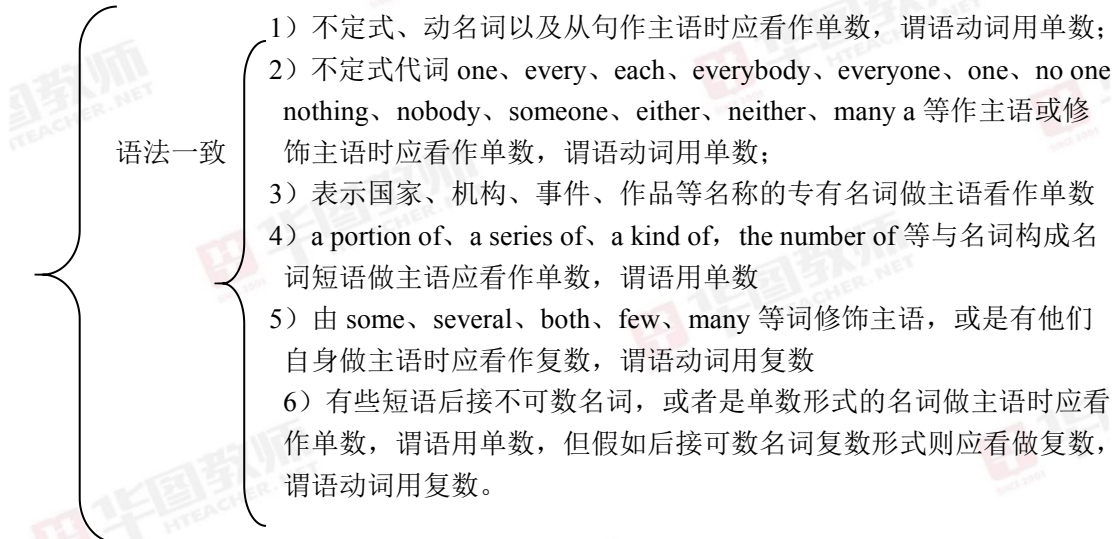 1）不定式、动名词以及从句作主语时应看作单数，谓语动词用单数；
2）不定式代词 one、every、each、everybody、everyone、one、no one
nothing、nobody、someone、either、neither、many a 等作主语或修
语法一致
饰主语时应看作单数，谓语动词用单数；
3）表示国家、机构、事件、作品等名称的专有名词做主语看作单数
4）a portion of、a series of、a kind of，the number of 等与名词构成名
词短语做主语应看作单数，谓语用单数
5）由 some、several、both、few、many 等词修饰主语，或是有他们
自身做主语时应看作复数，谓语动词用复数
6）有些短语后接不可数名词，或者是单数形式的名词做主语时应看
作单数，谓语用单数，但假如后接可数名词复数形式则应看做复数，
谓语动词用复数。
华图教师
HTEACHER.NET
SINCE 2001